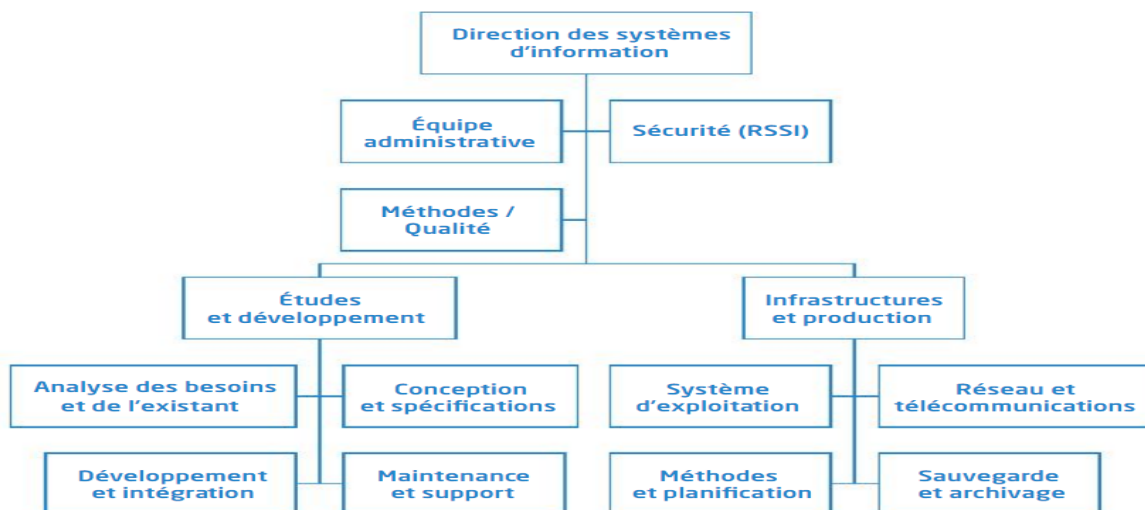 Direction des systèmes
d'information
Équipe
administrative
Sécurité (RSSI)
Méthodes /
Qualité
Études
et développement
Infrastructures
et production
Analyse des besoins
et de l'existant
Conception
et spécifications
Système
d'exploitation
Réseau et
télécommunications
Développement
et intégration
Maintenance
et support
Méthodes
et planification
Sauvegarde
et archivage